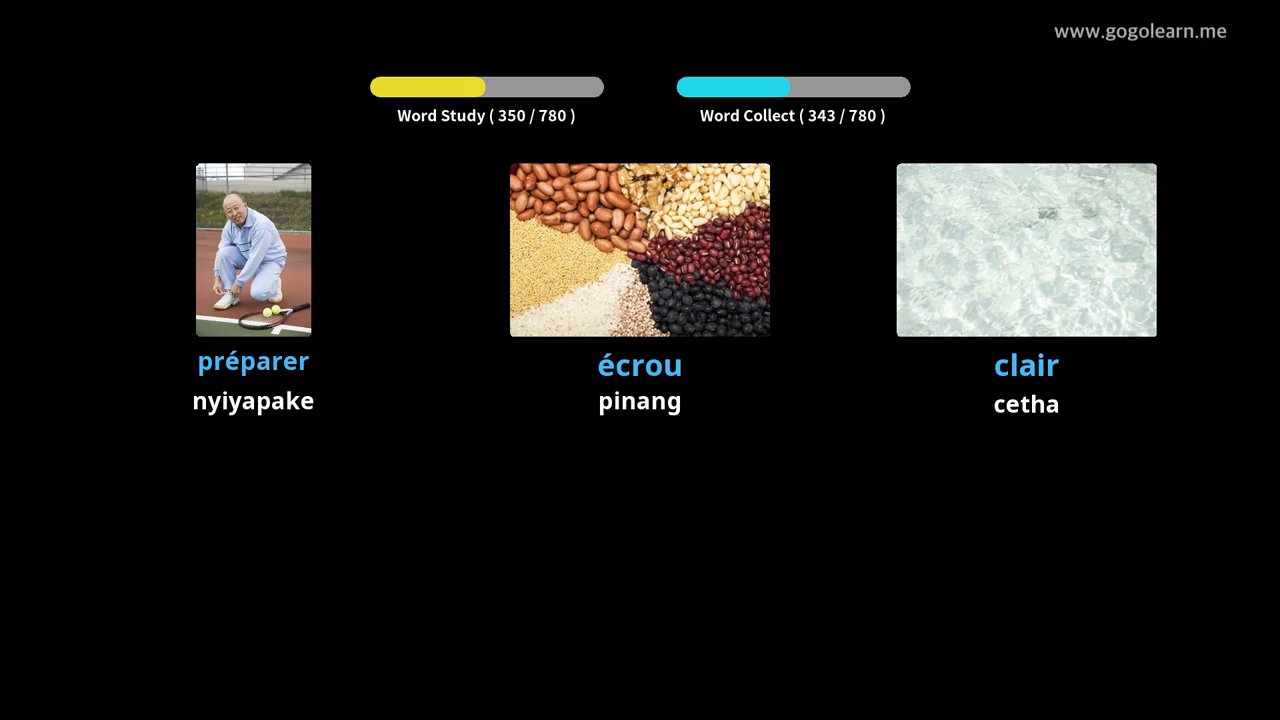 www.gogolearn.me
Word Study ( 350 / 780 )
Word Collect ( 343 / 780 )
préparer
nyiyapake
écrou
pinang
clair
cetha